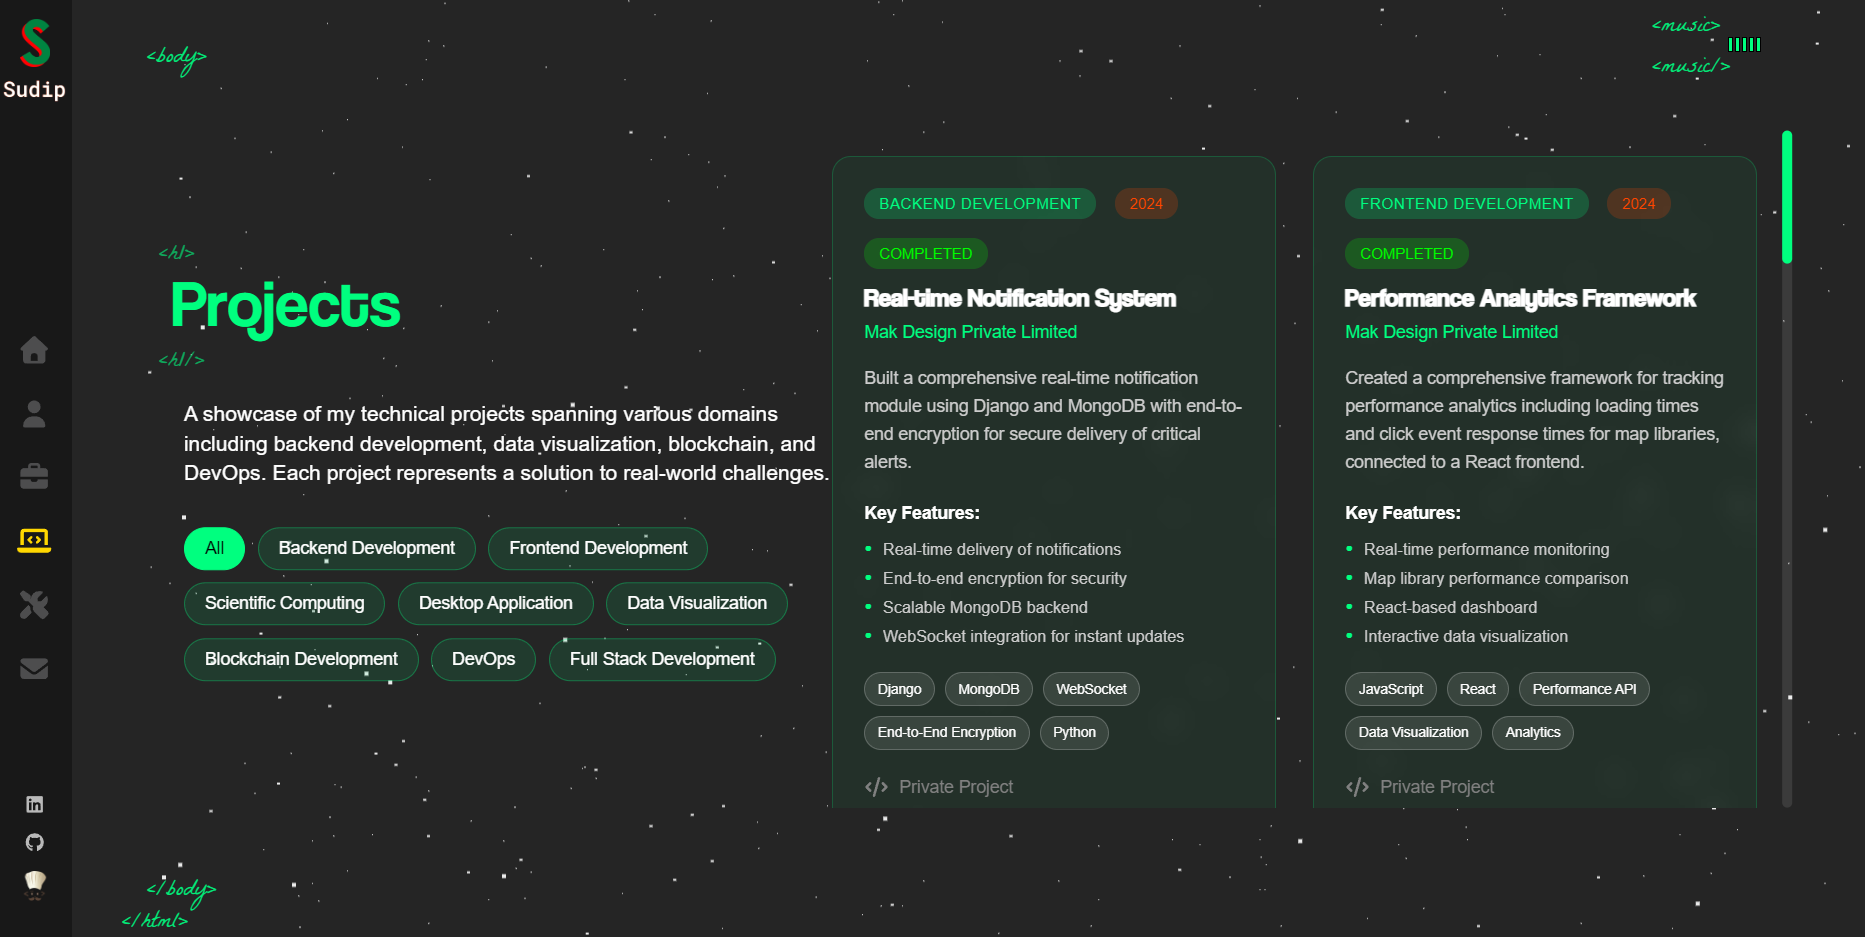 Sudip
<body>
<music>
<music/>
<h1>
Projects
<h1/>
A showcase of my technical projects spanning various domains
including backend development, data visualization, blockchain, and
DevOps. Each project represents a solution to real-world challenges.
All
Backend Development
Frontend Development
Scientific Computing
Desktop Application
Data Visualization
Blockchain Development
DevOps
Full Stack Development
BACKEND DEVELOPMENT
2024
COMPLETED
Real-time Notification System
Mak Design Private Limited
Built a comprehensive real-time notification
module using Django and MongoDB with end-to-
end encryption for secure delivery of critical
alerts.
Key Features:
• Real-time delivery of notifications
• End-to-end encryption for security
• Scalable MongoDB backend
• WebSocket integration for instant updates
Django
MongoDB
WebSocket
End-to-End Encryption
Python
</> Private Project
FRONTEND DEVELOPMENT
2024
COMPLETED
Performance Analytics Framework
Mak Design Private Limited
Created a comprehensive framework for tracking
performance analytics including loading times
and click event response times for map libraries,
connected to a React frontend.
Key Features:
• Real-time performance monitoring
• Map library performance comparison
• React-based dashboard
• Interactive data visualization
JavaScript
React
Performance API
Data Visualization
Analytics
</> Private Project
</body>
</html>